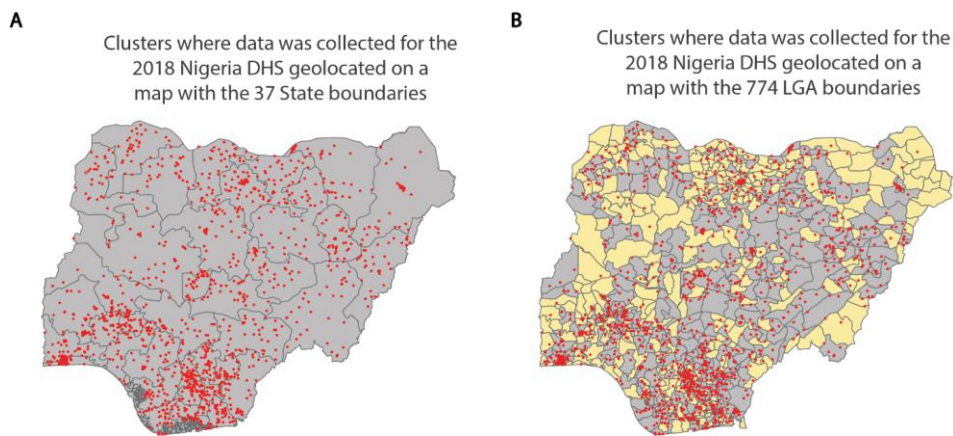 A
Clusters where data was collected for the
2018 Nigeria DHS geolocated on a
map with the 37 State boundaries
B
Clusters where data was collected for the
2018 Nigeria DHS geolocated on a
map with the 774 LGA boundaries